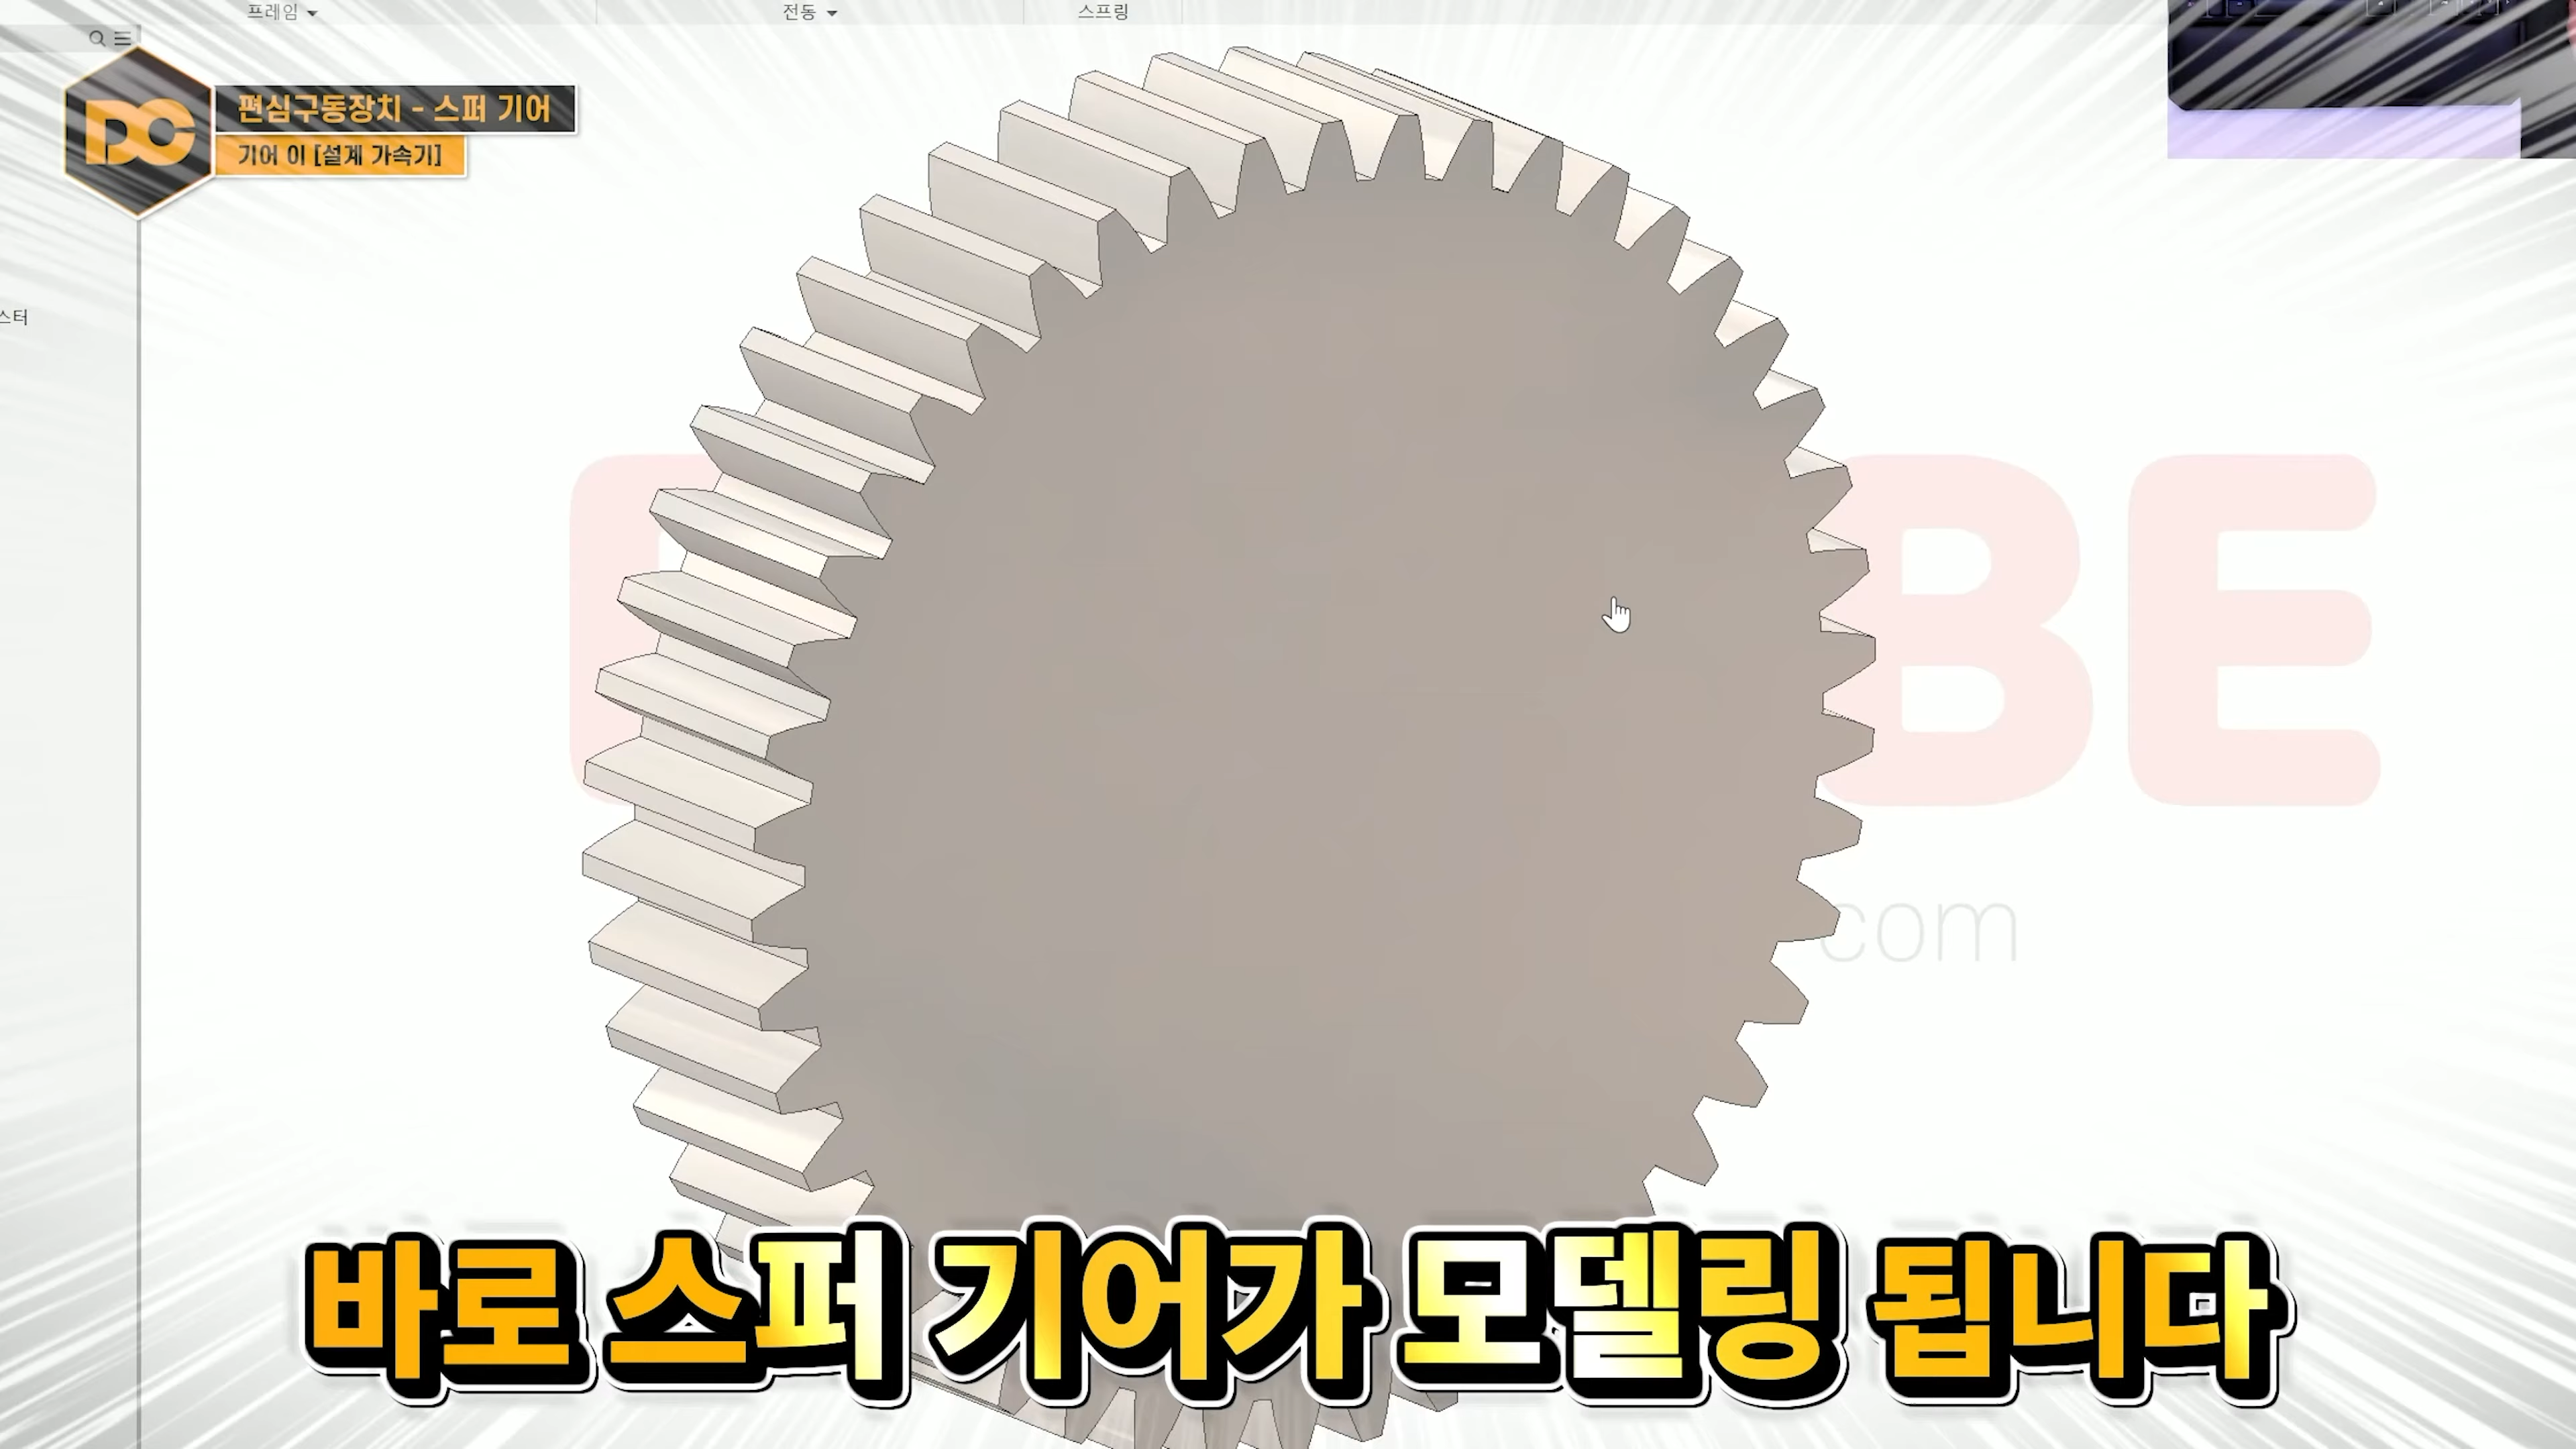 프레임
전동
스프링
DC
편심구동장치 - 스퍼 기어
기어 이 [설계 가속기]
스터
BE
com
바로 스퍼 기어가 모델링 됩니다